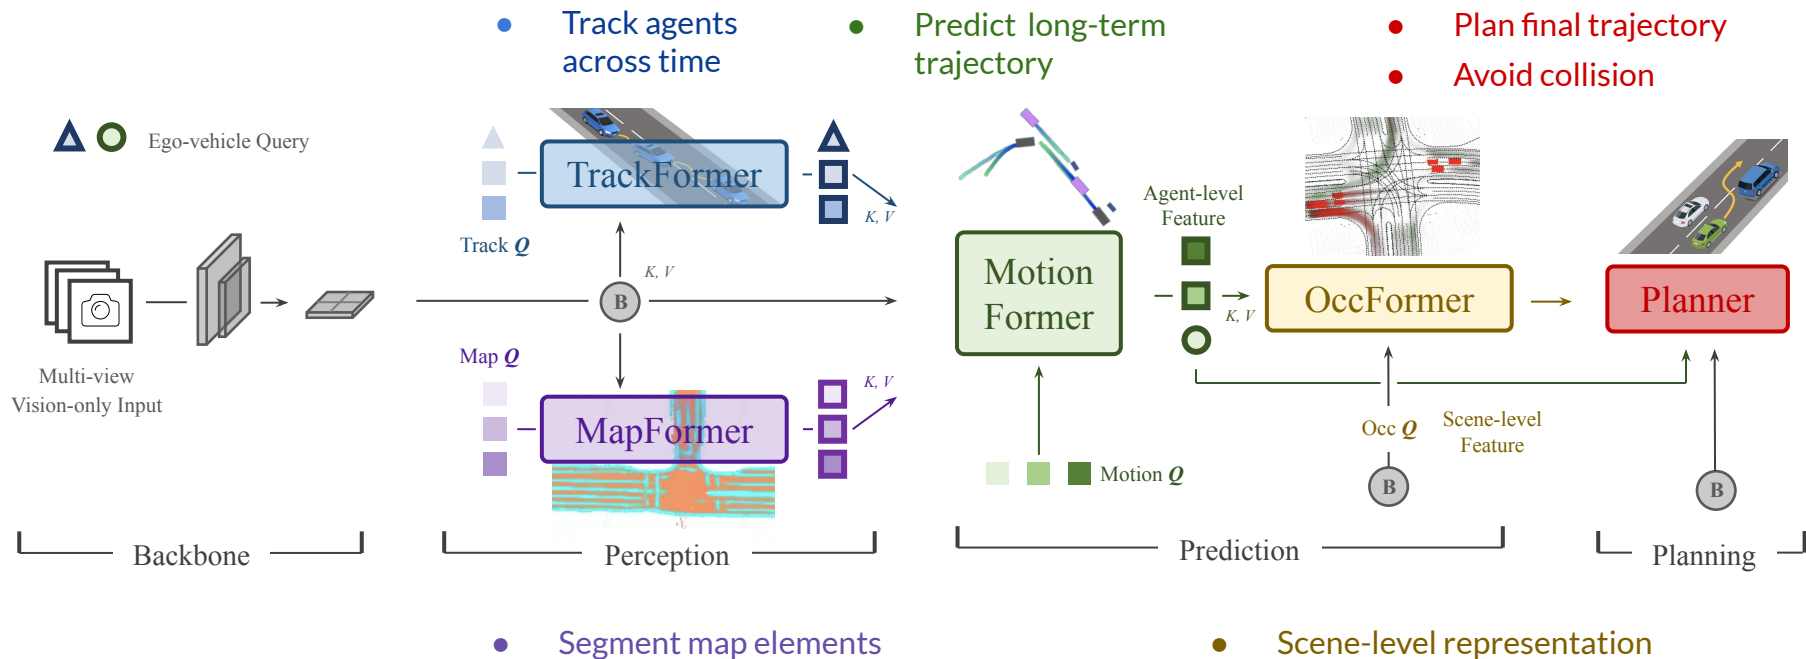 • Track agents
across time
• Predict long-term
trajectory
• Plan final trajectory
• Avoid collision
Ego-vehicle Query
TrackFormer
Track Q
K, V
K, V
Agent-level
Feature
Motion
Former
K, V
OccFormer
Planner
B
Multi-view
Vision-only Input
Map Q
K, V
MapFormer
Occ Q
Scene-level
Feature
Motion Q
B
B
Backbone
Perception
Prediction
Planning
• Segment map elements
• Scene-level representation